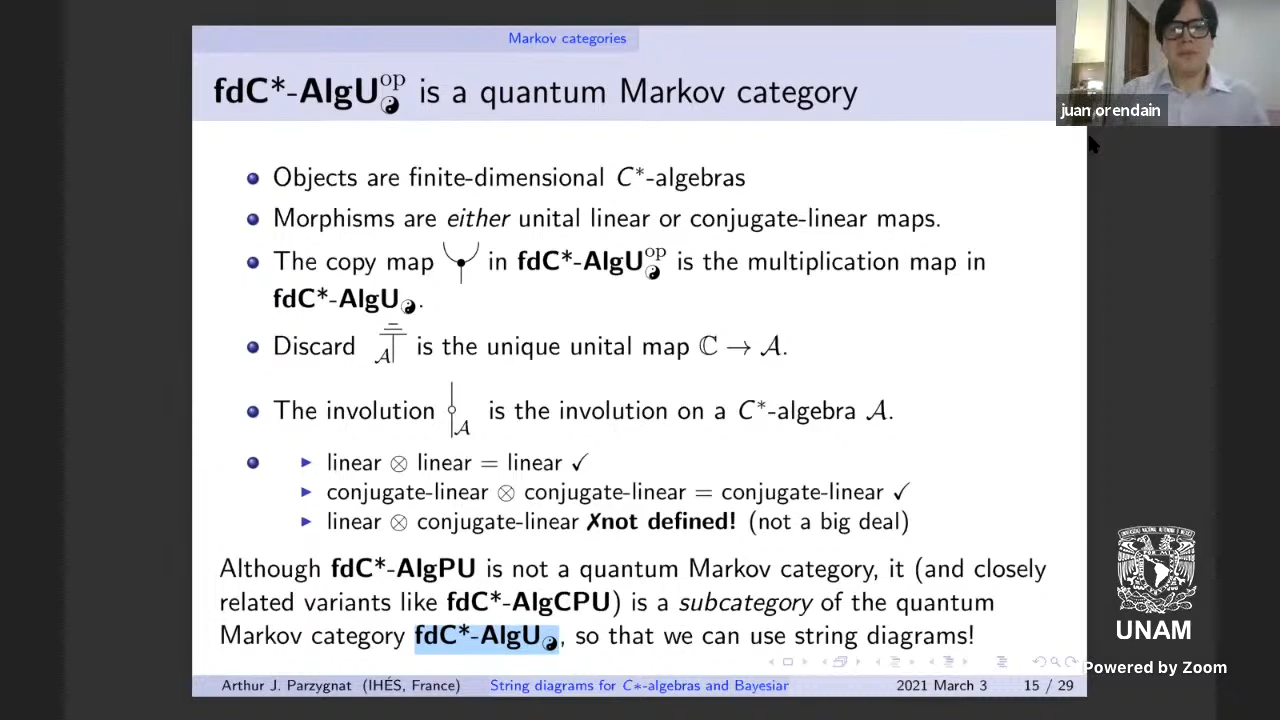 Markov categories
fdC*-AlgU^op_☯ is a quantum Markov category
juan orendain
Objects are finite-dimensional C*-algebras
Morphisms are either unital linear or conjugate-linear maps.
The copy map in fdC*-AlgU^op_☯ is the multiplication map in
fdC*-AlgU_☯.
Discard 𝒜 is the unique unital map ℂ → 𝒜.
The involution 𝒜 is the involution on a C*-algebra 𝒜.
linear ⊗ linear = linear ✓
conjugate-linear ⊗ conjugate-linear = conjugate-linear ✓
linear ⊗ conjugate-linear ✗not defined! (not a big deal)
Although fdC*-AlgPU is not a quantum Markov category, it (and closely
related variants like fdC*-AlgCPU) is a subcategory of the quantum
Markov category fdC*-AlgU_☯, so that we can use string diagrams!
UNAM
Powered by Zoom
Arthur J. Parzygnat (IHÉS, France) String diagrams for C*-algebras and Bayesiar 2021 March 3 15 / 29